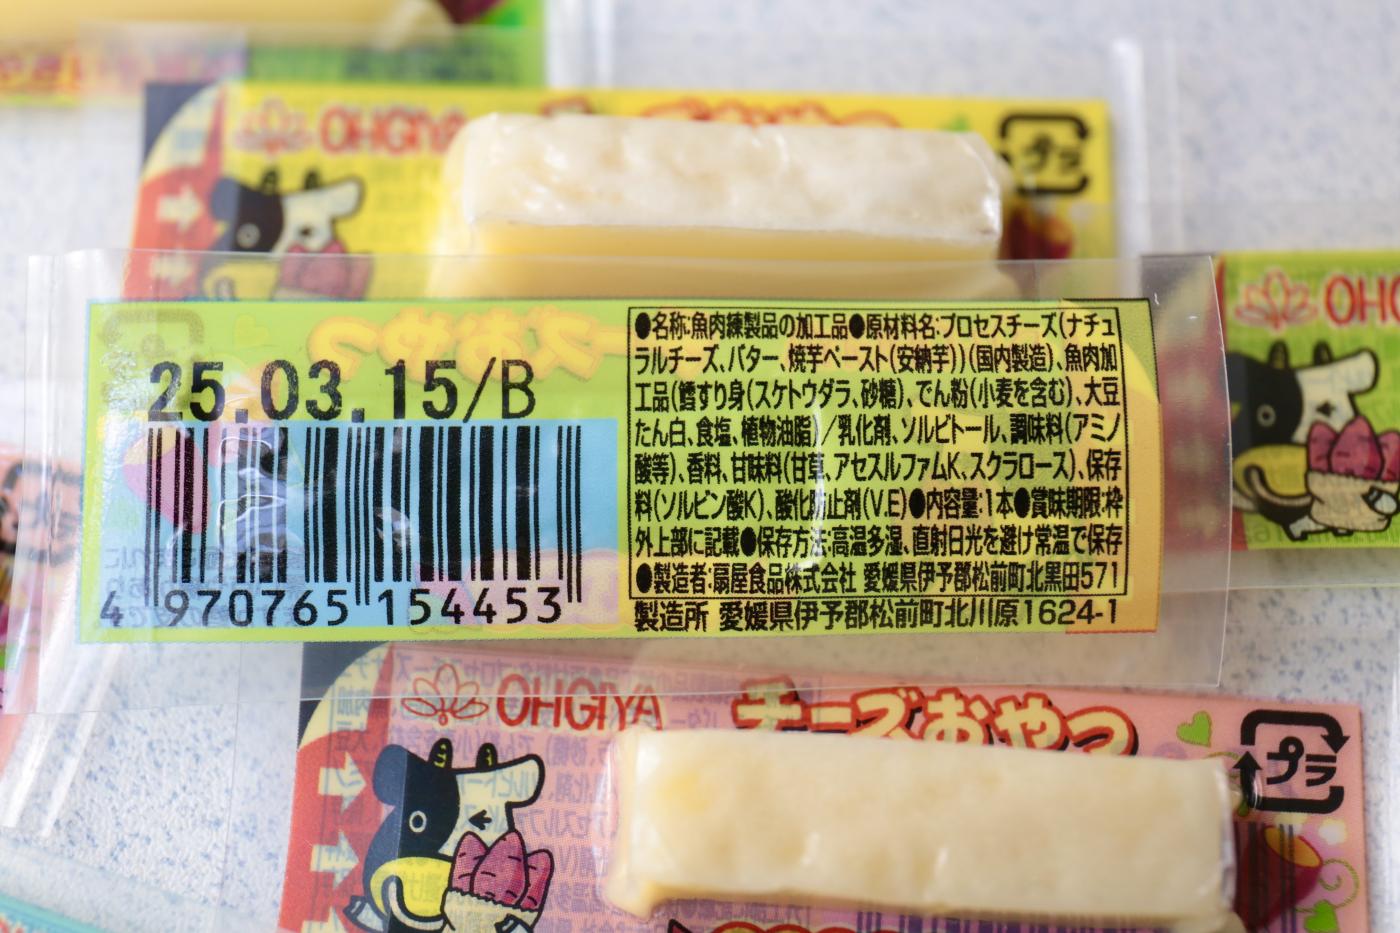 OHGIYA
プラ
25.03.15/B
4 970765 154453
●名称:魚肉練製品の加工品●原材料名:プロセスチーズ(ナチュ
ラルチーズ、バター、焼芋ペースト(安納芋))(国内製造)、魚肉加
工品(鱈すり身(スケトウダラ、砂糖)、でん粉(小麦を含む)、大豆
たん白、食塩、植物油脂)/乳化剤、ソルビトール、調味料(アミノ
酸等)、香料、甘味料(甘草、アセスルファムK、スクラロース)、保存
料(ソルビン酸K)、酸化防止剤(V.E)●内容量:1本●賞味期限:枠
外上部に記載●保存方法:高温多湿、直射日光を避け常温で保存
●製造者:扇屋食品株式会社 愛媛県伊予郡松前町北黒田571
製造所 愛媛県伊予郡松前町北川原1624-1
OHG
OHGIYA
チーズおやつ
プラ